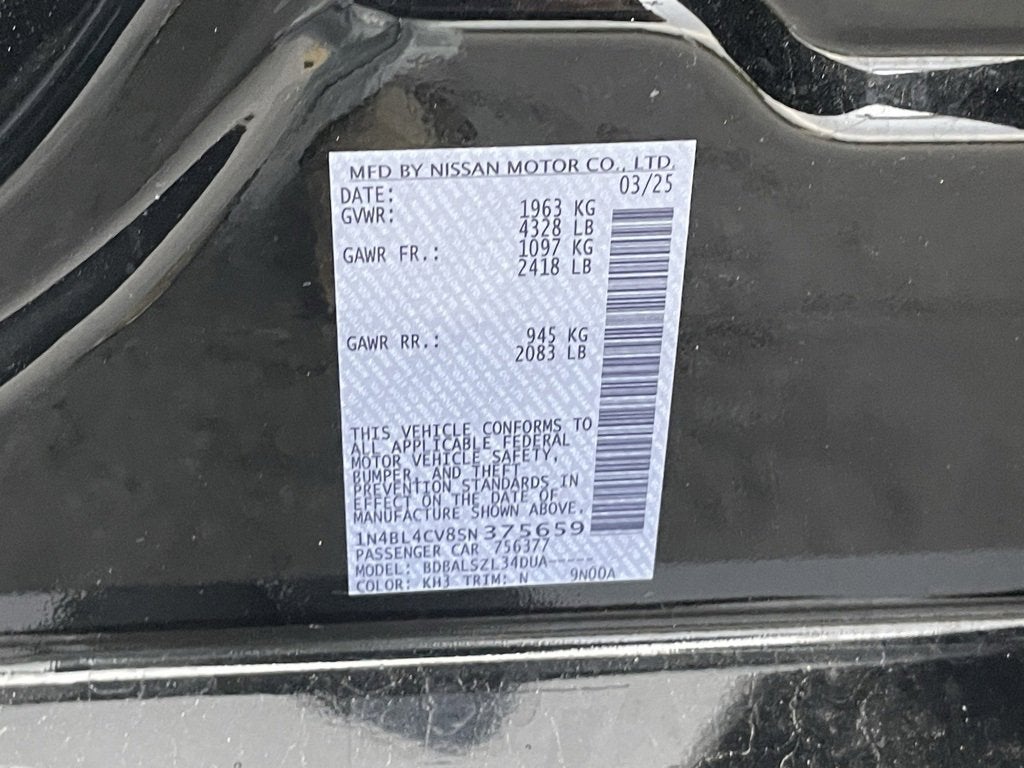 MFD BY NISSAN MOTOR CO., LTD.
DATE: 03/25
GVWR: 1963 KG
4328 LB
GAWR FR.: 1097 KG
2418 LB
GAWR RR.: 945 KG
2083 LB
THIS VEHICLE CONFORMS TO
ALL APPLICABLE FEDERAL
MOTOR VEHICLE SAFETY,
BUMPER, AND THEFT
PREVENTION STANDARDS IN
EFFECT ON THE DATE OF
MANUFACTURE SHOWN ABOVE.
1N4BL4CV8SN375659
PASSENGER CAR 756377
MODEL: BDBALSZL34DUA-----
COLOR: KH3 TRIM: N 9N00A